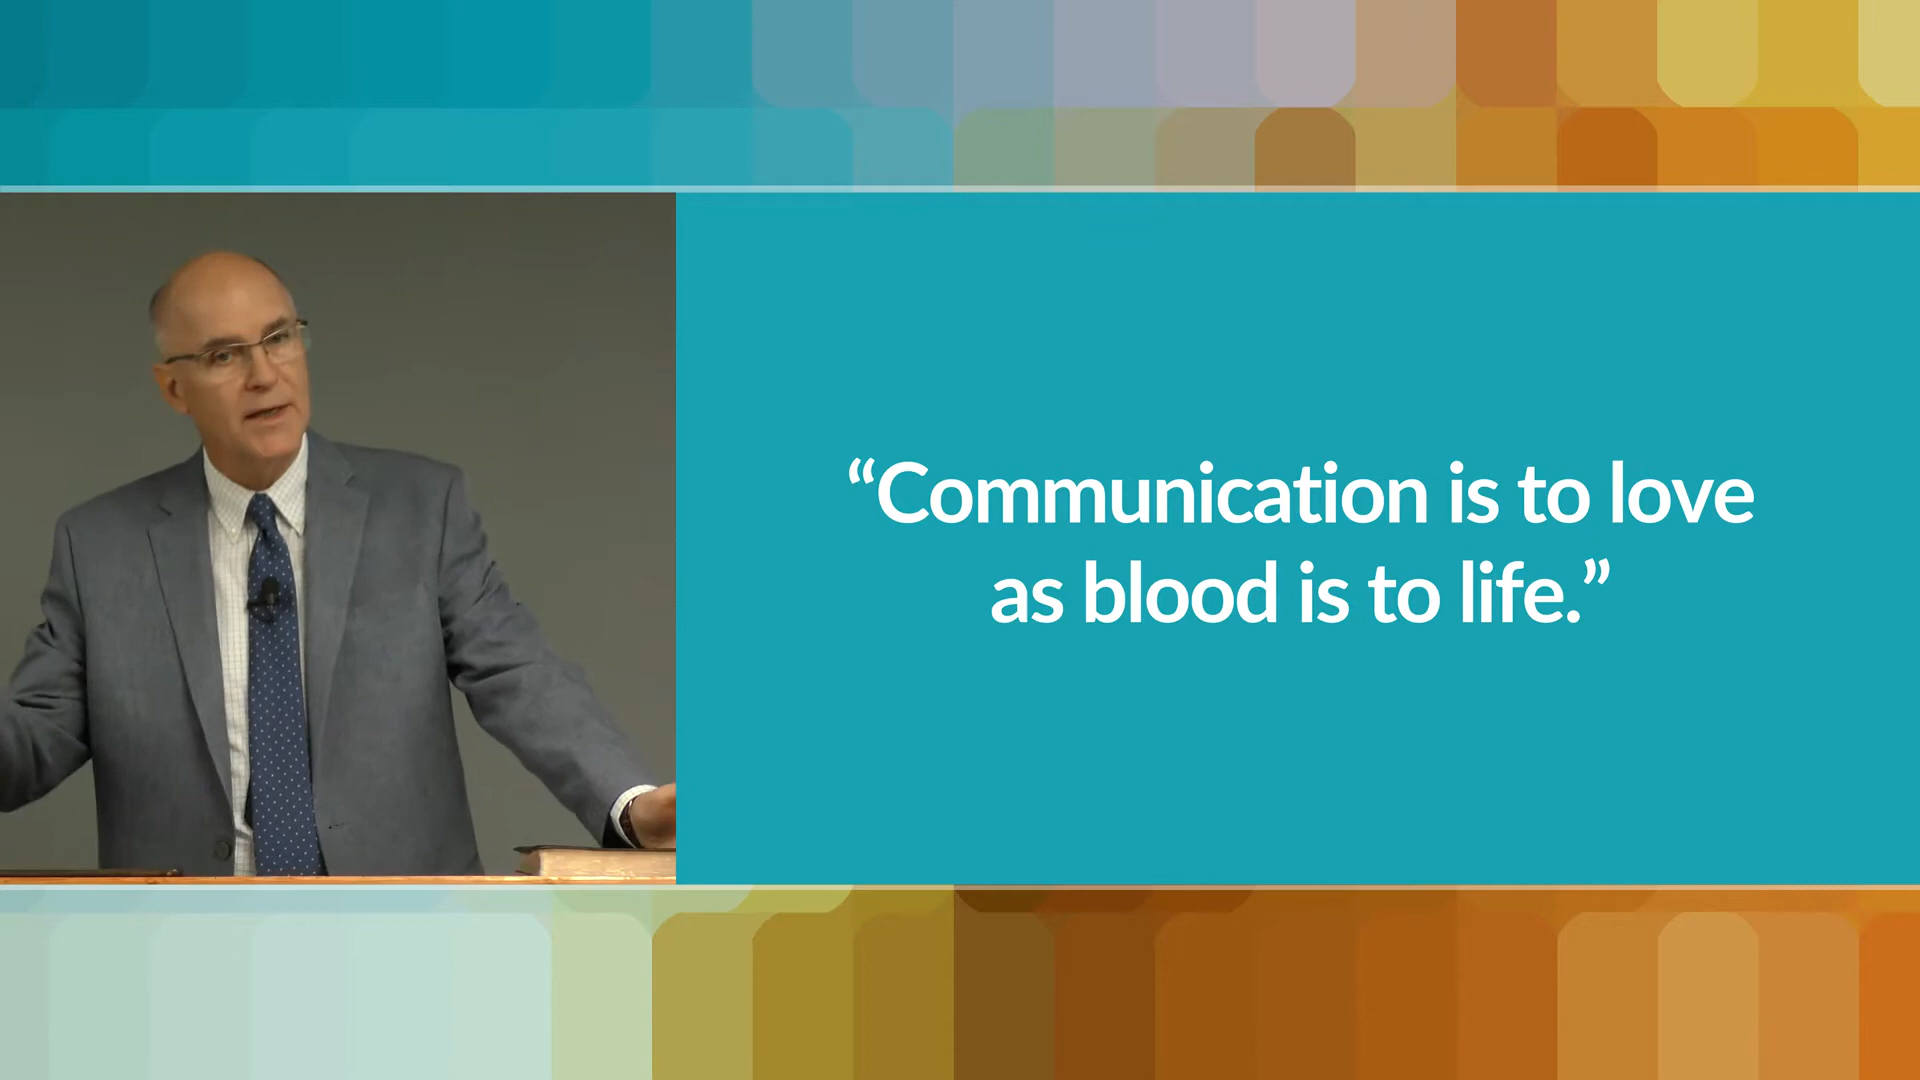 “Communication is to love
as blood is to life.”